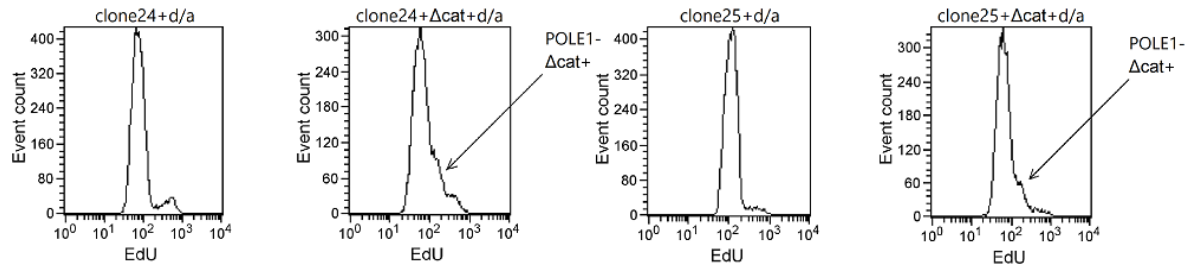 clone24+d/a
400
320
240
160
80
0
Event count
10⁰ 10¹ 10² 10³ 10⁴
EdU
clone24+Δcat+d/a
300
240
180
120
60
0
Event count
10⁰ 10¹ 10² 10³ 10⁴
EdU
POLE1-
Δcat+
clone25+d/a
400
320
240
160
80
0
Event count
10⁰ 10¹ 10² 10³ 10⁴
EdU
clone25+Δcat+d/a
300
240
180
120
60
0
Event count
10⁰ 10¹ 10² 10³ 10⁴
EdU
POLE1-
Δcat+